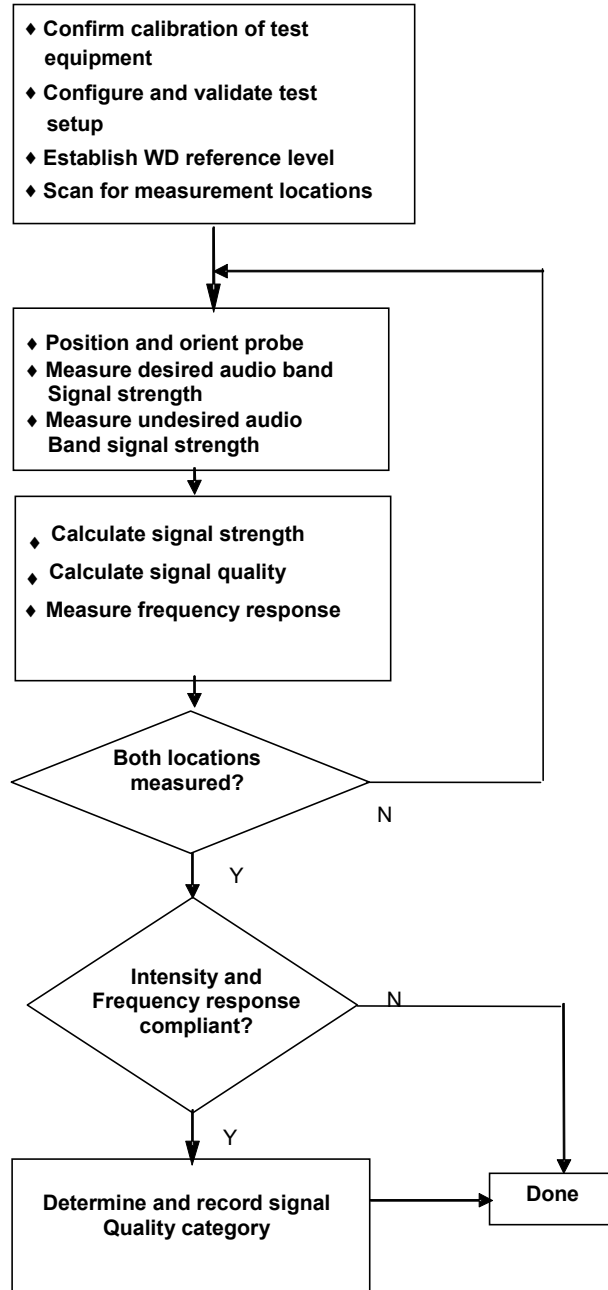 ♦ Confirm calibration of test
equipment
♦ Configure and validate test
setup
♦ Establish WD reference level
♦ Scan for measurement locations
♦ Position and orient probe
♦ Measure desired audio band
Signal strength
♦ Measure undesired audio
Band signal strength
♦ Calculate signal strength
♦ Calculate signal quality
♦ Measure frequency response
Both locations
measured?
N
Y
Intensity and
Frequency response
compliant?
N
Y
Determine and record signal
Quality category
Done